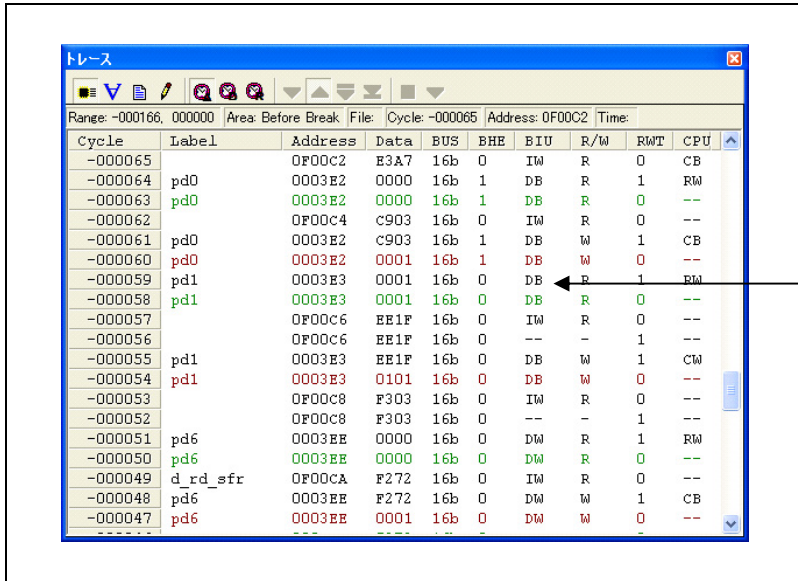 トレース
Range: -000166, 000000 Area: Before Break File: Cycle: -000065 Address: 0F00C2 Time:
Cycle Label Address Data BUS BHE BIU R/W RWT CPU
-000065 0F00C2 E3A7 16b 0 IW R 0 CB
-000064 pd0 0003E2 0000 16b 1 DB R 1 RW
-000063 pd0 0003E2 0000 16b 1 DB R 0 --
-000062 0F00C4 C903 16b 0 IW R 0 --
-000061 pd0 0003E2 C903 16b 1 DB W 1 CB
-000060 pd0 0003E2 0001 16b 1 DB W 0 --
-000059 pd1 0003E3 0001 16b 0 DB R 1 RW
-000058 pd1 0003E3 0001 16b 0 DB R 0 --
-000057 0F00C6 EE1F 16b 0 IW R 0 --
-000056 0F00C6 EE1F 16b 0 -- - 1 --
-000055 pd1 0003E3 EE1F 16b 0 DB W 1 CW
-000054 pd1 0003E3 0101 16b 0 DB W 0 --
-000053 0F00C8 F303 16b 0 IW R 0 --
-000052 0F00C8 F303 16b 0 -- - 1 --
-000051 pd6 0003EE 0000 16b 0 DW R 1 RW
-000050 pd6 0003EE 0000 16b 0 DW R 0 --
-000049 d_rd_sfr 0F00CA F272 16b 0 IW R 0 --
-000048 pd6 0003EE F272 16b 0 DW W 1 CB
-000047 pd6 0003EE 0001 16b 0 DW W 0 --